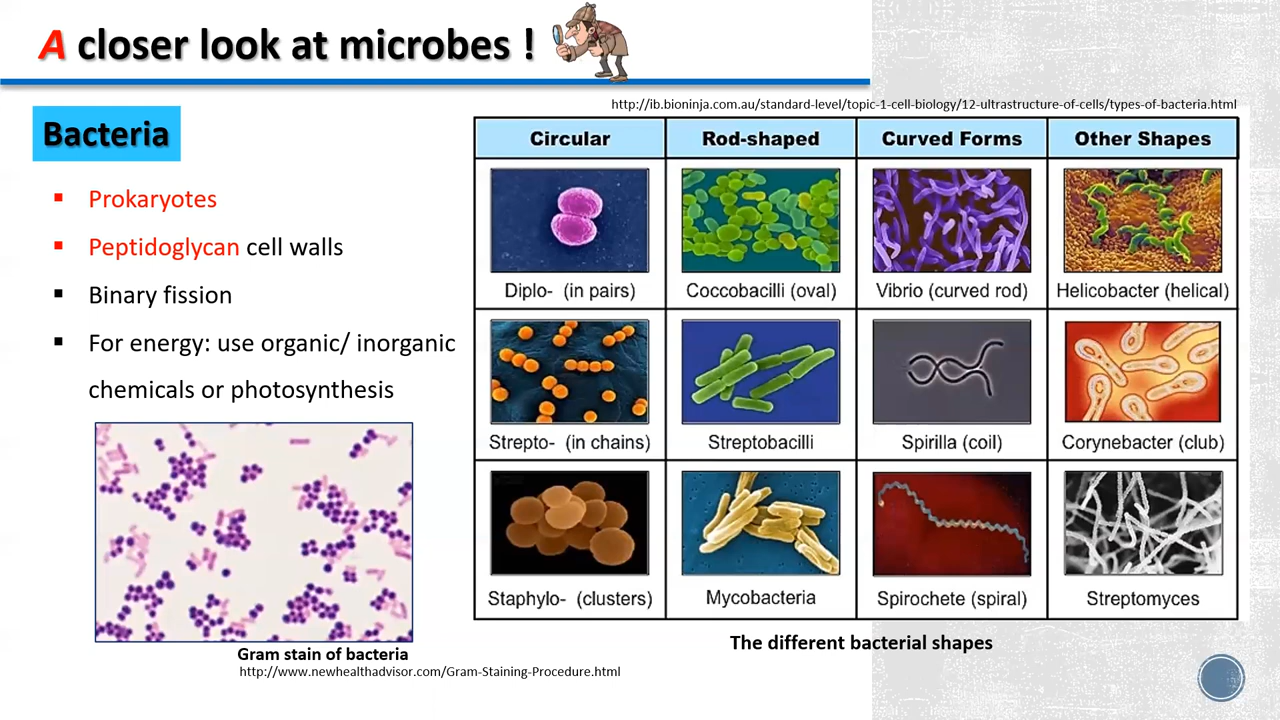 A closer look at microbes !
http://ib.bioninja.com.au/standard-level/topic-1-cell-biology/12-ultrastructure-of-cells/types-of-bacteria.html
Bacteria
▪ Prokaryotes
▪ Peptidoglycan cell walls
▪ Binary fission
▪ For energy: use organic/ inorganic
chemicals or photosynthesis
Gram stain of bacteria
http://www.newhealthadvisor.com/Gram-Staining-Procedure.html
Circular Rod-shaped Curved Forms Other Shapes
Diplo- (in pairs) Coccobacilli (oval) Vibrio (curved rod) Helicobacter (helical)
Strepto- (in chains) Streptobacilli Spirilla (coil) Corynebacter (club)
Staphylo- (clusters) Mycobacteria Spirochete (spiral) Streptomyces
The different bacterial shapes